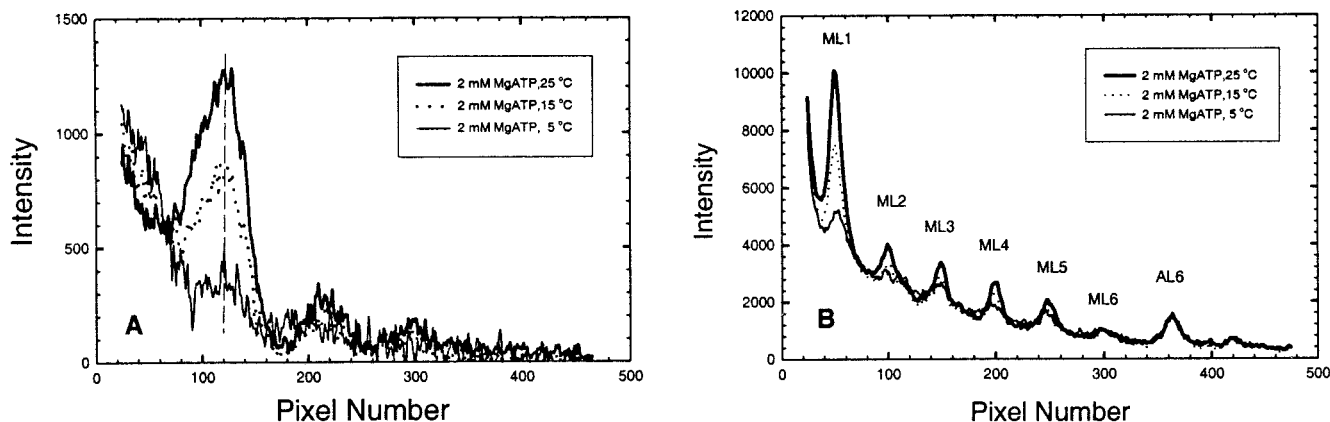 1500
1000
500
0
Intensity
2 mM MgATP,25 °C
2 mM MgATP,15 °C
2 mM MgATP, 5 °C
A
0 100 200 300 400 500
Pixel Number
12000
10000
8000
6000
4000
2000
0
Intensity
ML1
ML2
ML3
ML4
ML5
ML6
AL6
2 mM MgATP,25 °C
2 mM MgATP,15 °C
2 mM MgATP, 5 °C
B
0 100 200 300 400 500
Pixel Number